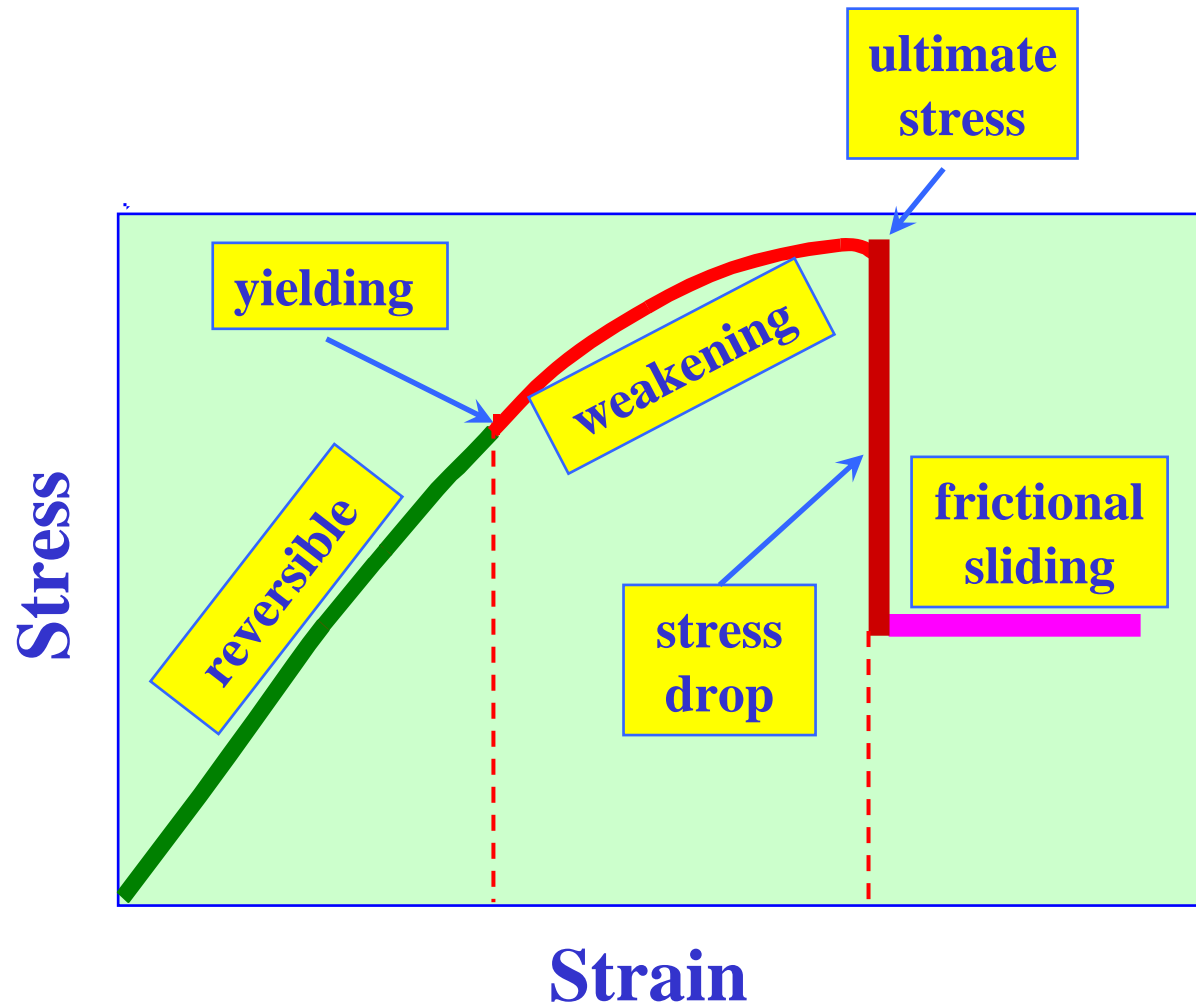 ultimate
stress
yielding
weakening
reversible
frictional
sliding
stress
drop
Stress
Strain